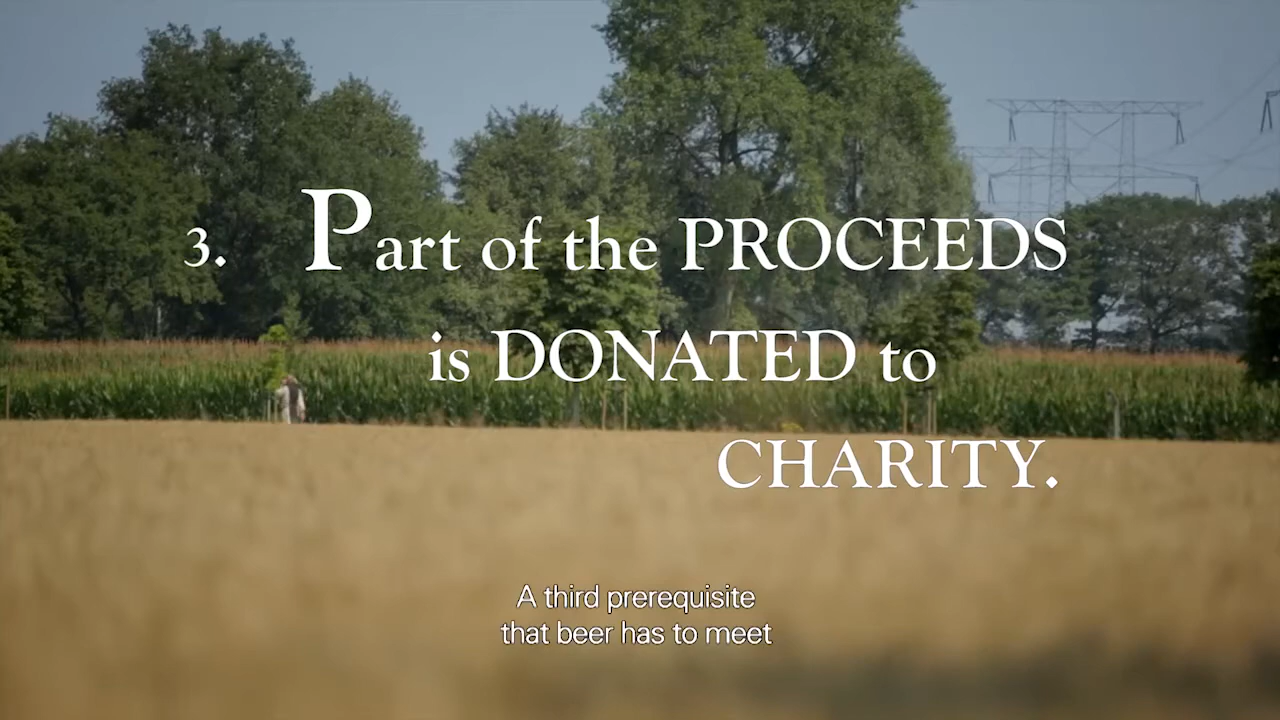 3. Part of the PROCEEDS
is DONATED to
CHARITY.
A third prerequisite
that beer has to meet